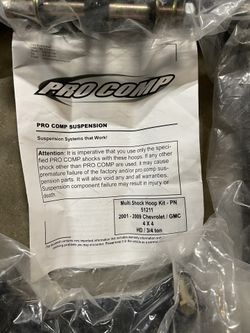 PRO COMP
PRO COMP SUSPENSION
Suspension Systems that Work!
Attention: It is imperative that you use only the speci-
fied PRO COMP shocks with these hoops. If any other
shock other than PRO COMP are used, it may cause
premature failure of the factory and/or pro comp sus-
pension parts. It will also void any and all warranties.
Suspension component failure may result in injury or
death.
Multi Shock Hoop Kit - PN
51211
2001 - 2009 Chevrolet / GMC
4 X 4
HD / 3/4 ton